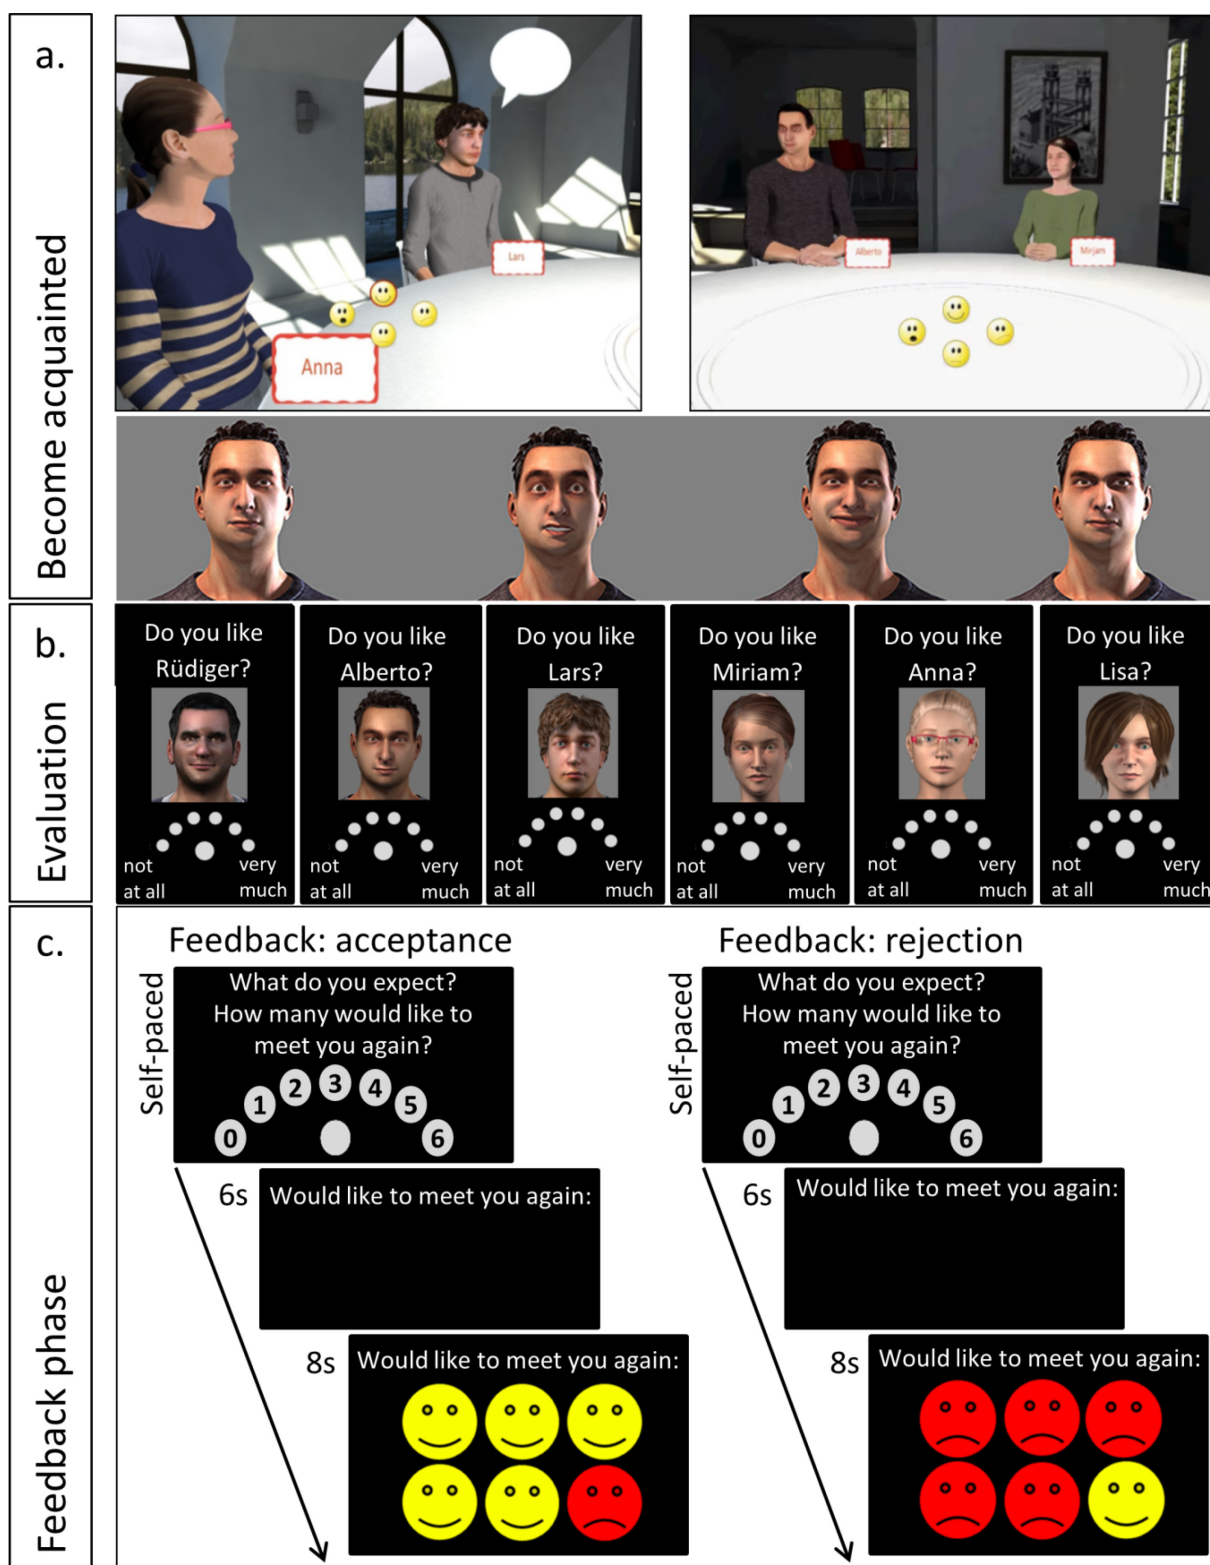 a.
Become acquainted
Lars
Anna
Alberto
Mirjam
b.
Evaluation
Do you like
Rüdiger?
not
at all
very
much
Do you like
Alberto?
not
at all
very
much
Do you like
Lars?
not
at all
very
much
Do you like
Miriam?
not
at all
very
much
Do you like
Anna?
not
at all
very
much
Do you like
Lisa?
not
at all
very
much
c.
Feedback phase
Feedback: acceptance
Self-paced
What do you expect?
How many would like to
meet you again?
0 1 2 3 4 5 6
6s
Would like to meet you again:
8s
Would like to meet you again:
Feedback: rejection
Self-paced
What do you expect?
How many would like to
meet you again?
0 1 2 3 4 5 6
6s
Would like to meet you again:
8s
Would like to meet you again: